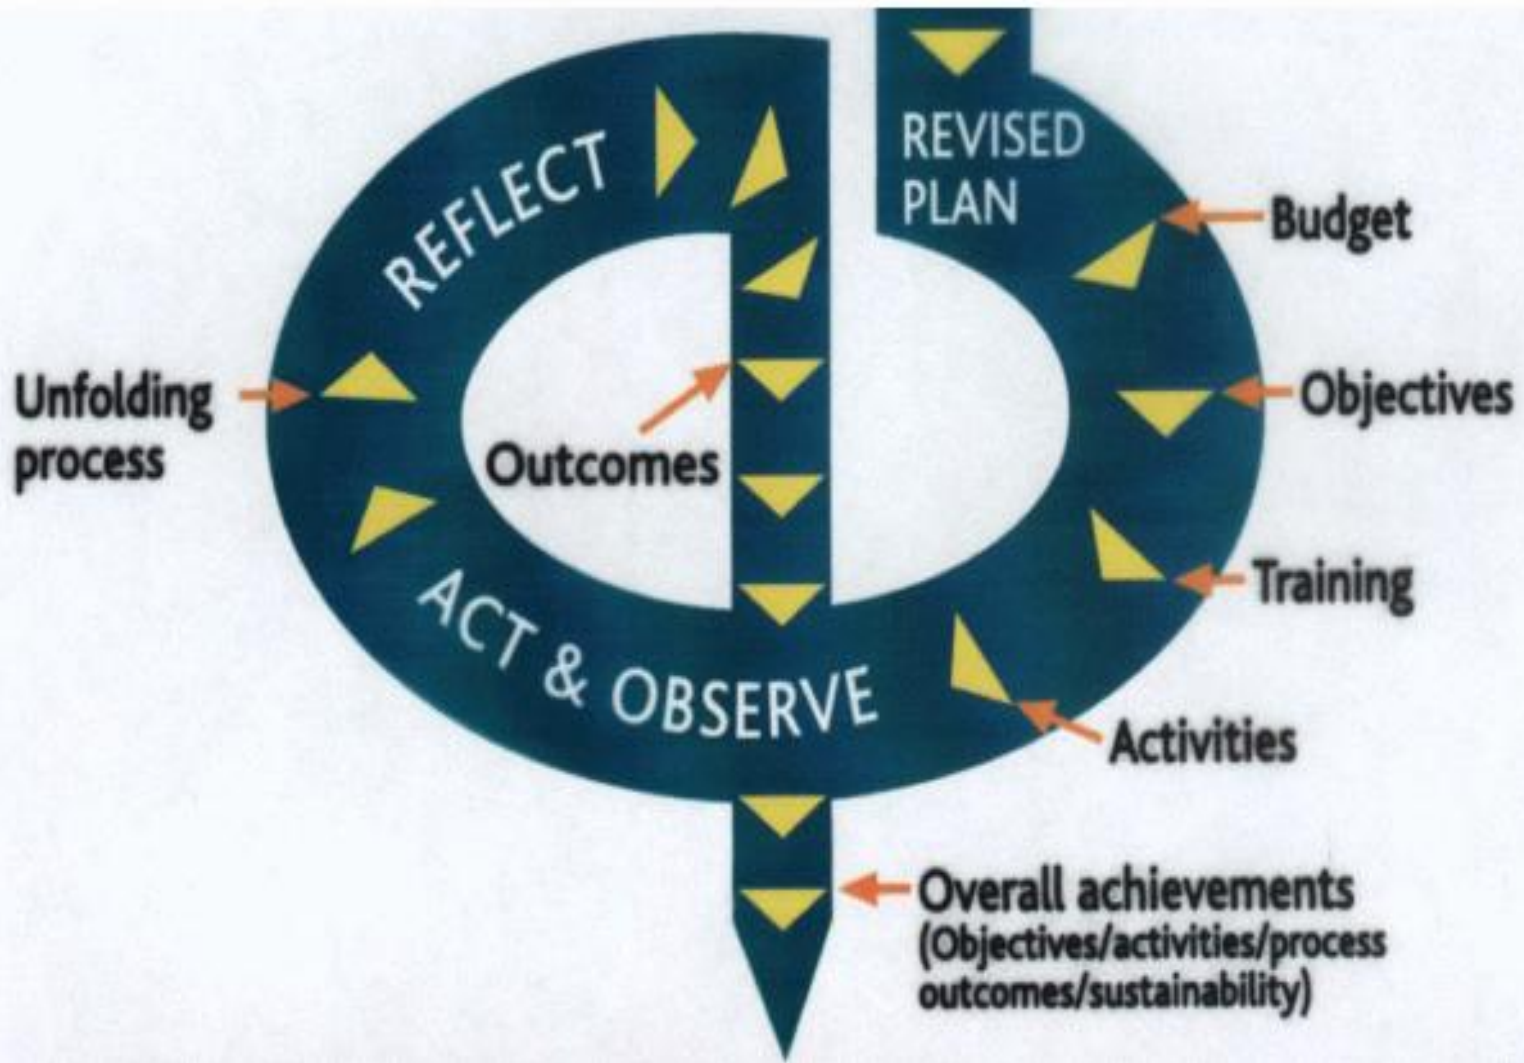 REVISED
PLAN
REFLECT
Budget
Unfolding
process
Outcomes
Objectives
Training
ACT & OBSERVE
Activities
Overall achievements
(Objectives/activities/process
outcomes/sustainability)